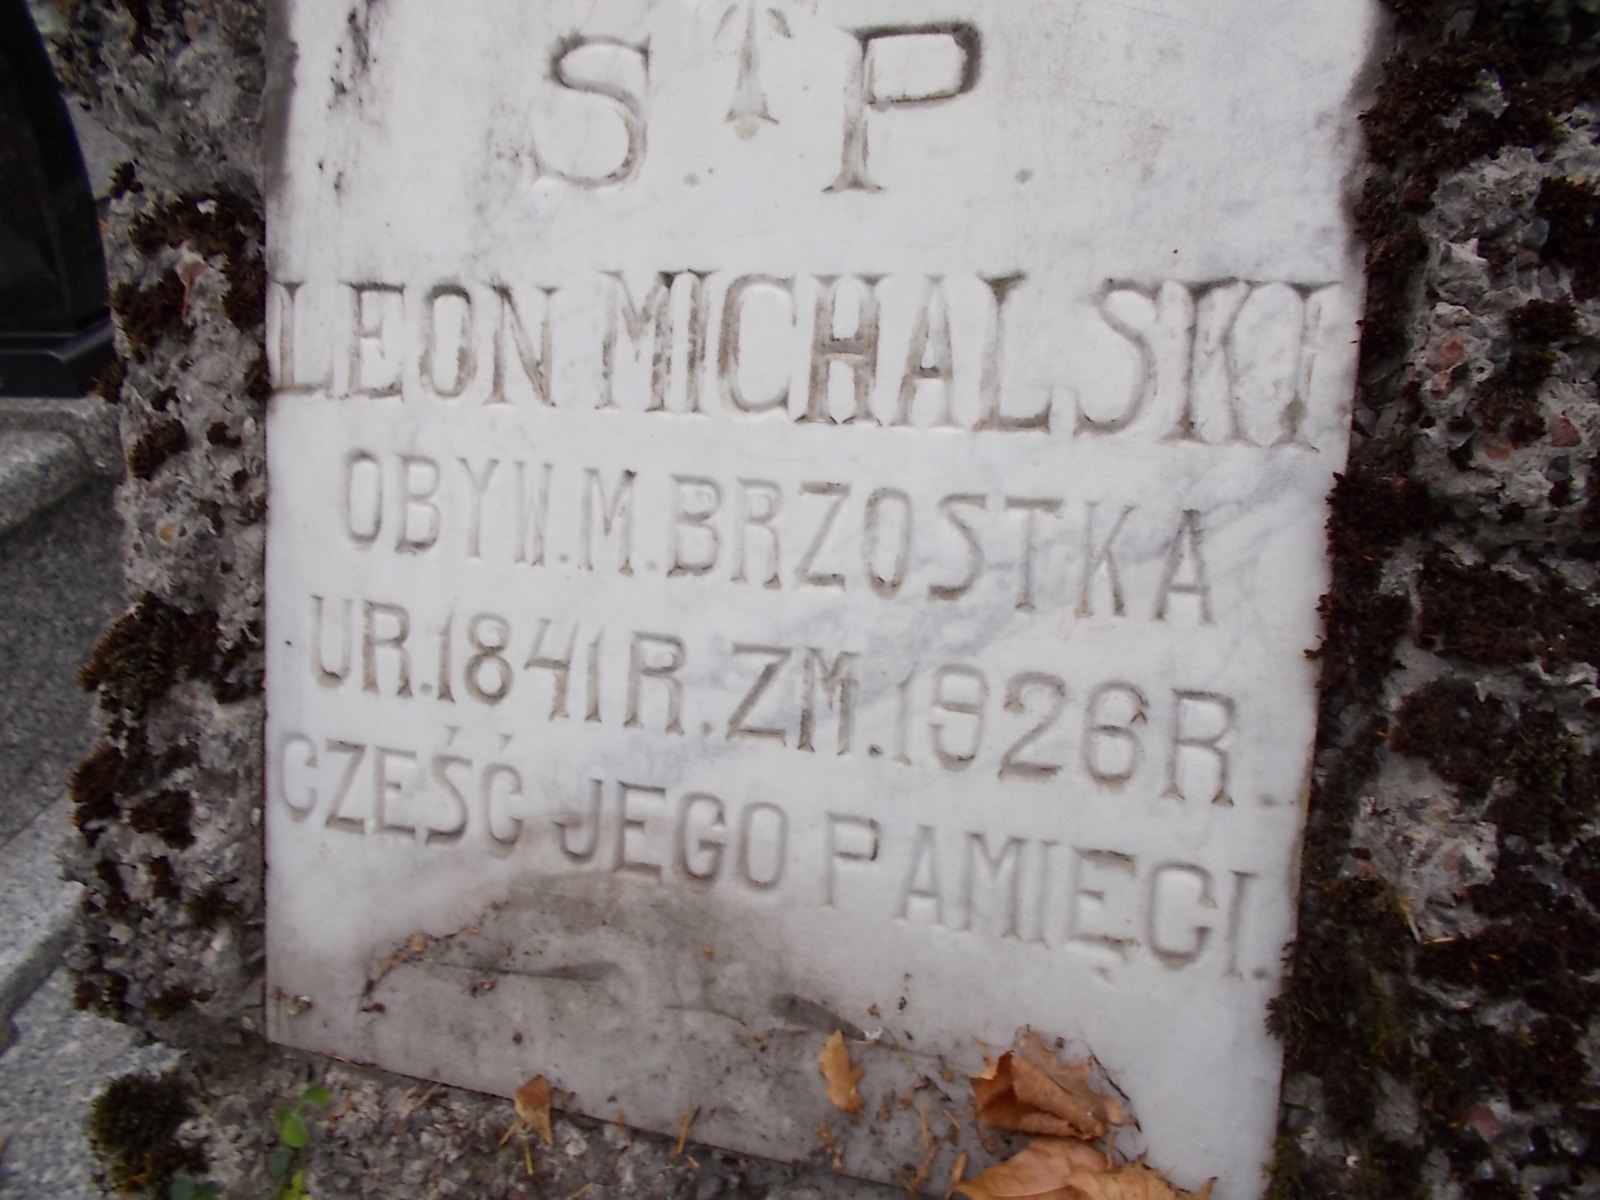 S. P.
LEON MICHALSKI
OBYW. M. BRZOSTKA
UR. 1841 R. ZM. 1926 R.
CZEŚĆ JEGO PAMIĘCI.